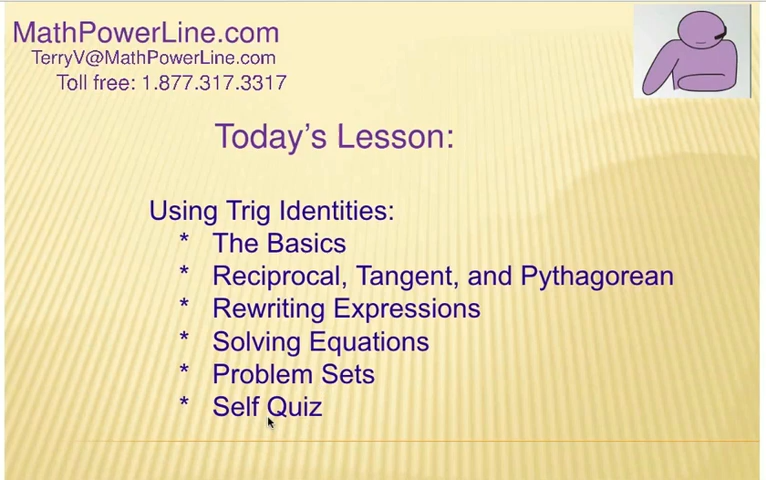 MathPowerLine.com
TerryV@MathPowerLine.com
Toll free: 1.877.317.3317
Today's Lesson:
Using Trig Identities:
* The Basics
* Reciprocal, Tangent, and Pythagorean
* Rewriting Expressions
* Solving Equations
* Problem Sets
* Self Quiz